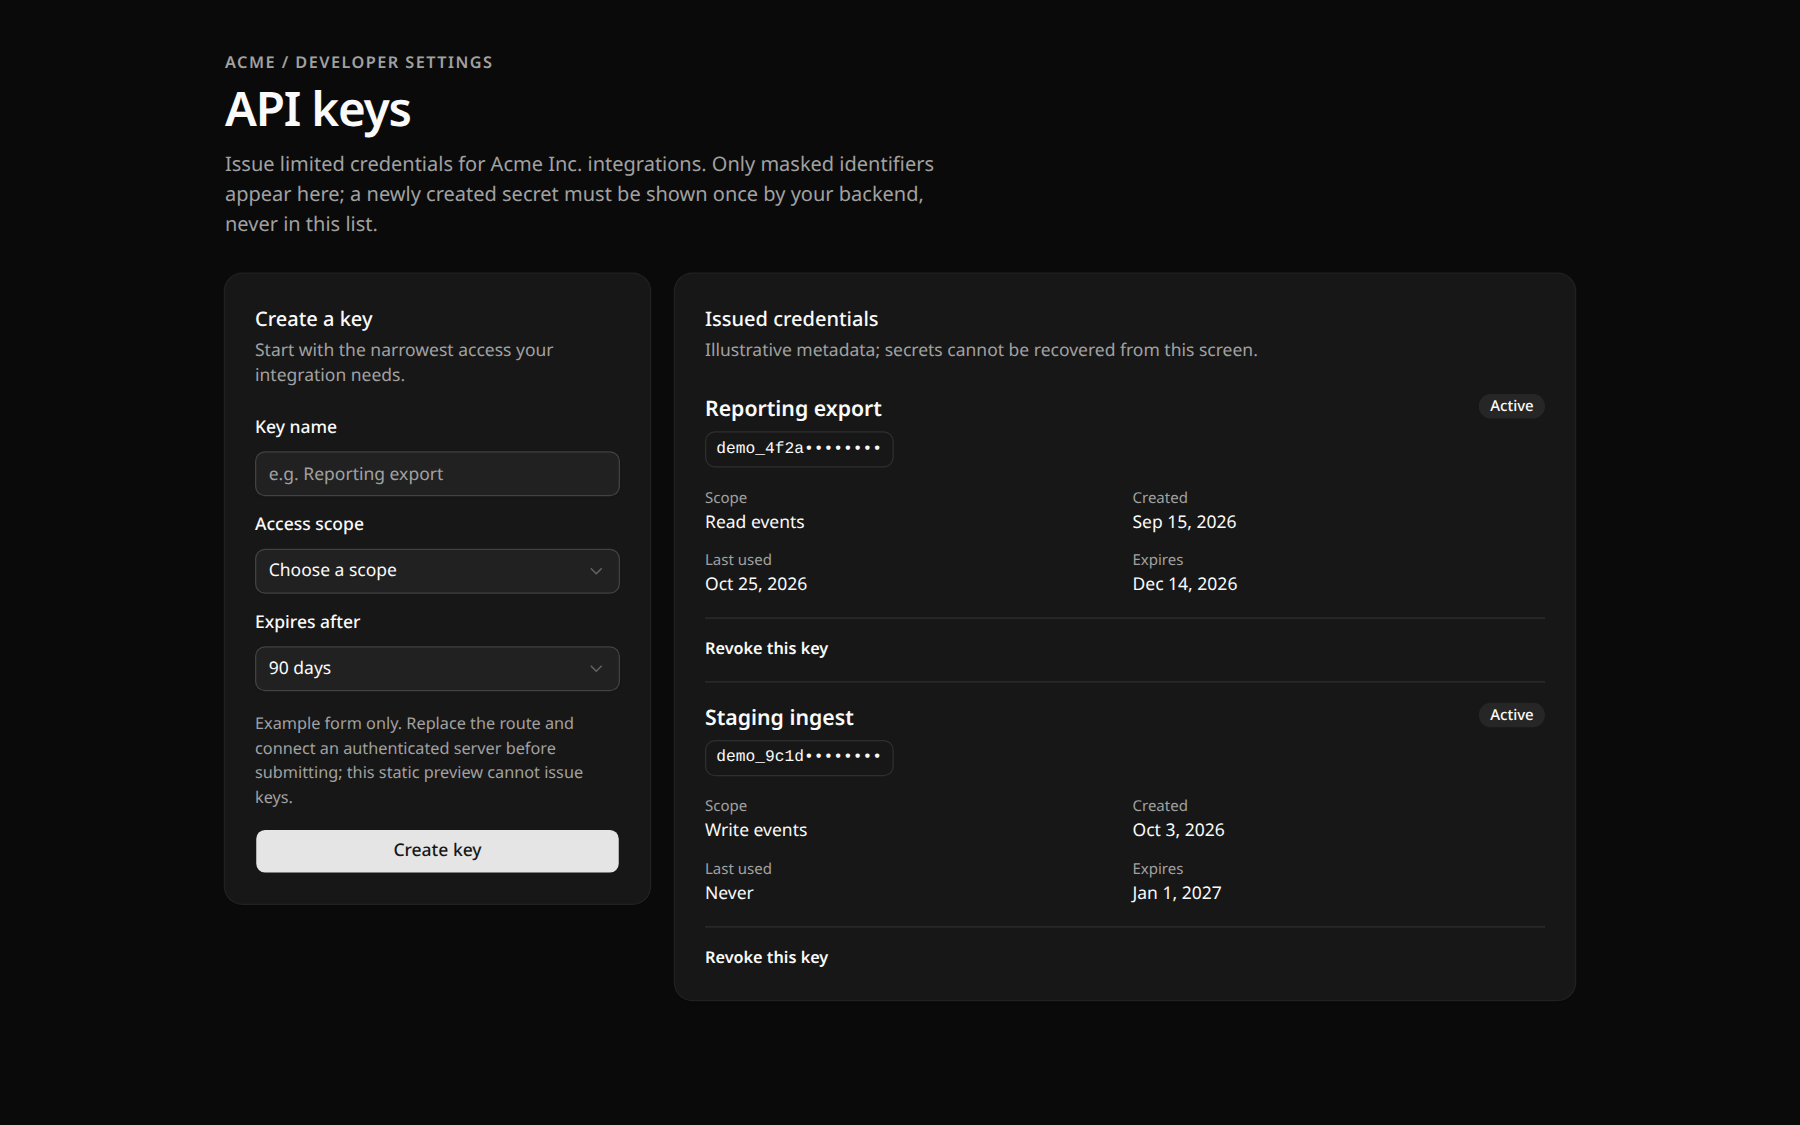 ACME / DEVELOPER SETTINGS
API keys
Issue limited credentials for Acme Inc. integrations. Only masked identifiers
appear here; a newly created secret must be shown once by your backend,
never in this list.
Create a key
Start with the narrowest access your
integration needs.
Key name
e.g. Reporting export
Access scope
Choose a scope
Expires after
90 days
Example form only. Replace the route and
connect an authenticated server before
submitting; this static preview cannot issue
keys.
Create key
Issued credentials
Illustrative metadata; secrets cannot be recovered from this screen.
Reporting export
Active
demo_4f2a••••••••
Scope
Read events
Created
Sep 15, 2026
Last used
Oct 25, 2026
Expires
Dec 14, 2026
Revoke this key
Staging ingest
Active
demo_9c1d••••••••
Scope
Write events
Created
Oct 3, 2026
Last used
Never
Expires
Jan 1, 2027
Revoke this key